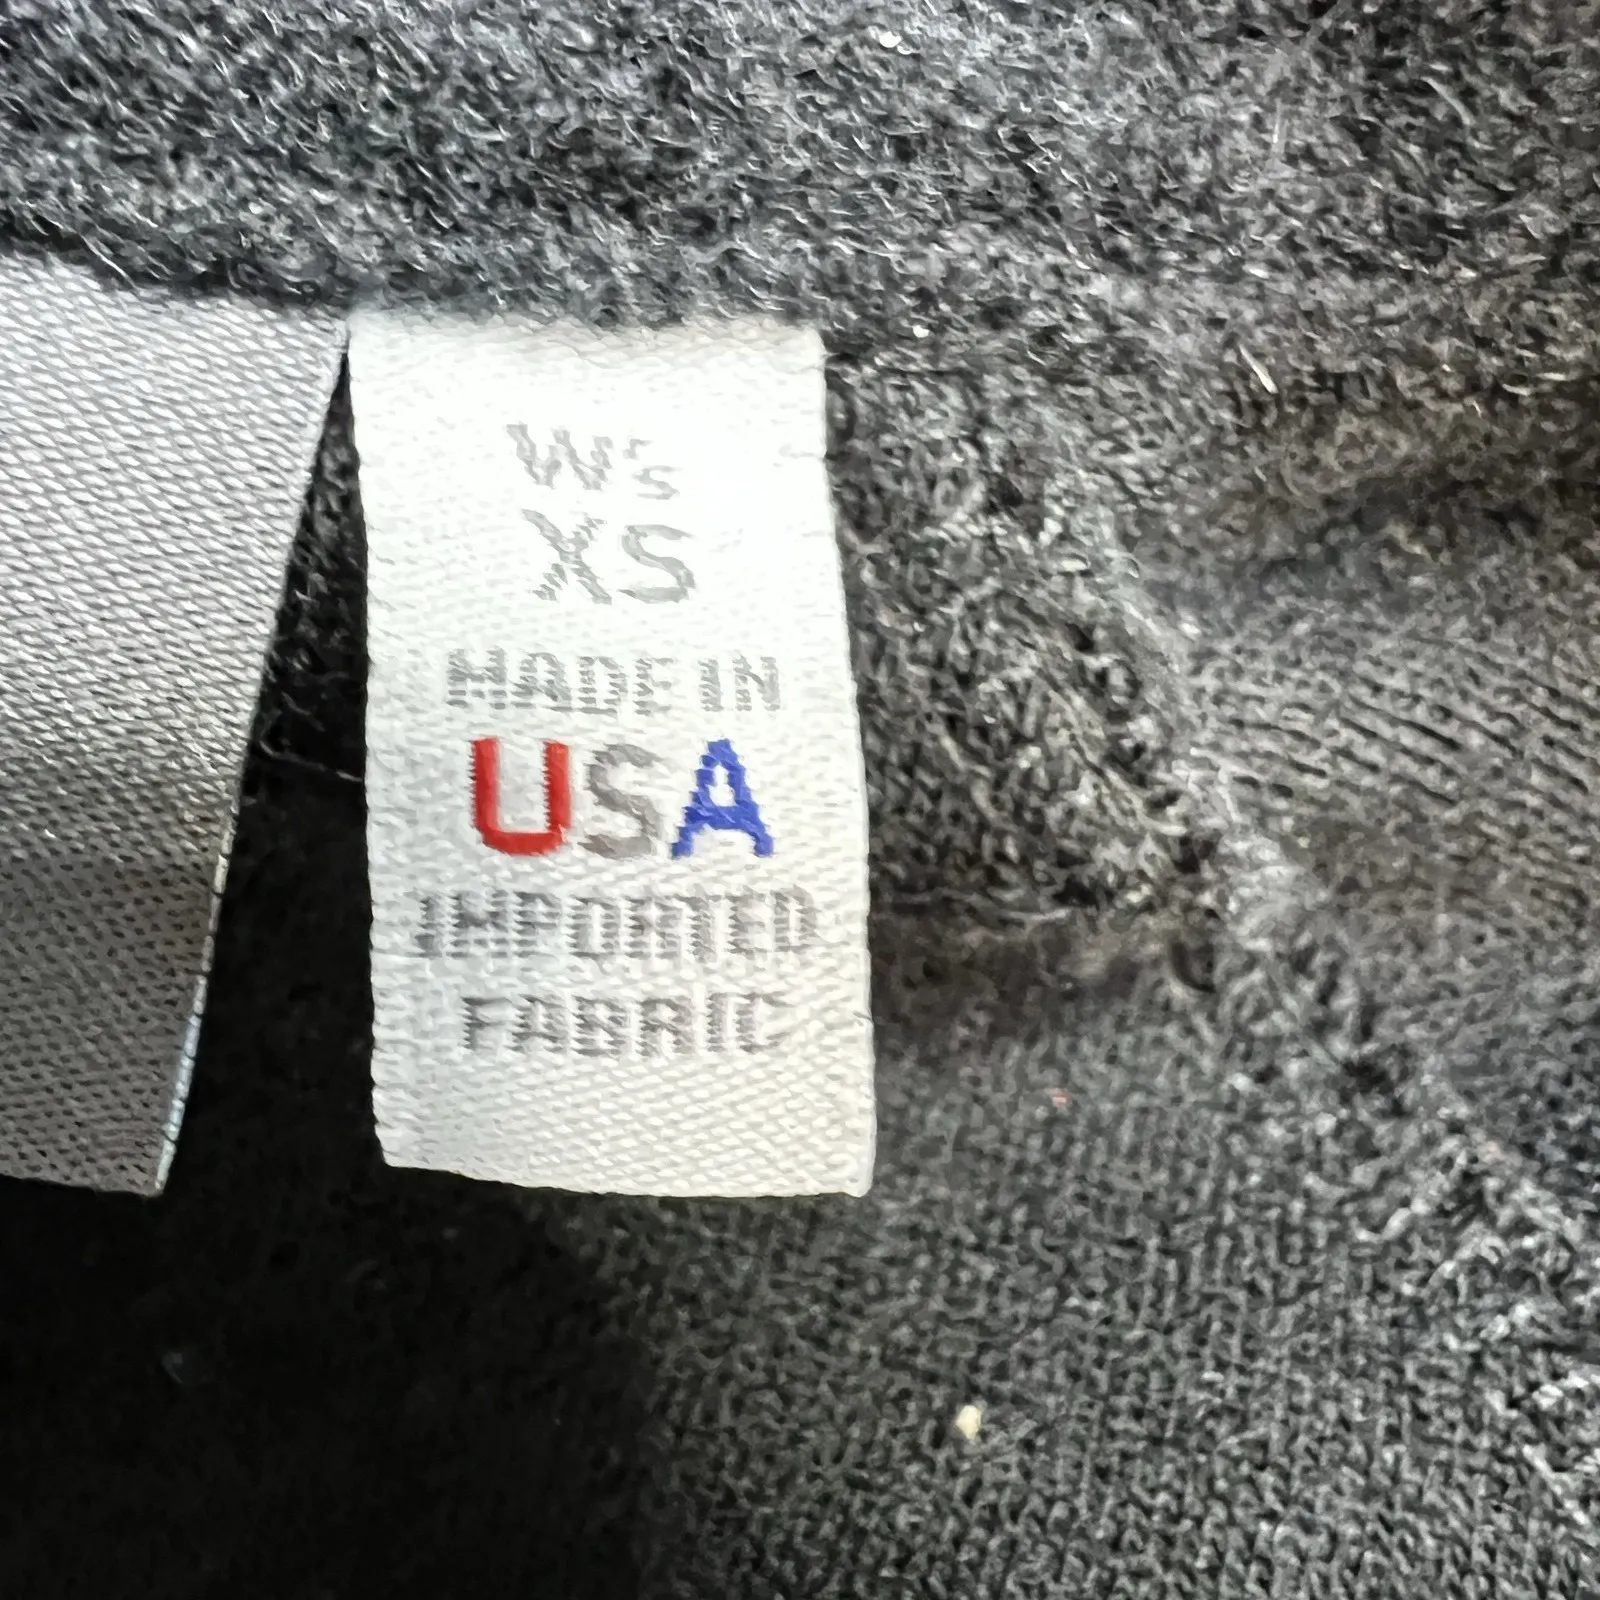 W's
XS
MADE IN
USA
IMPORTED
FABRIC